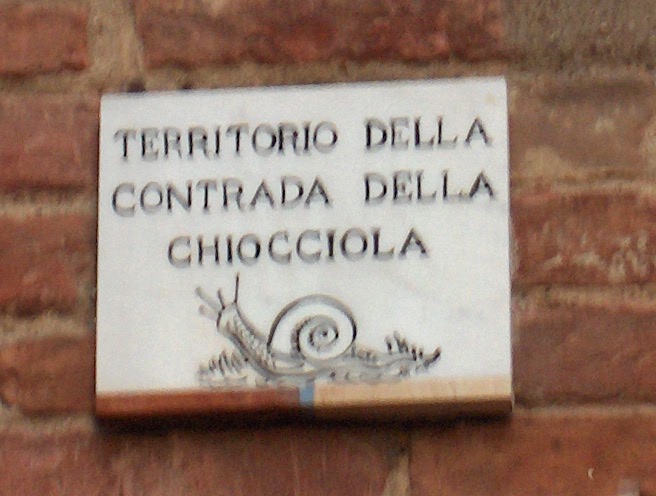 TERRITORIO DELLA
CONTRADA DELLA
CHIOCCIOLA